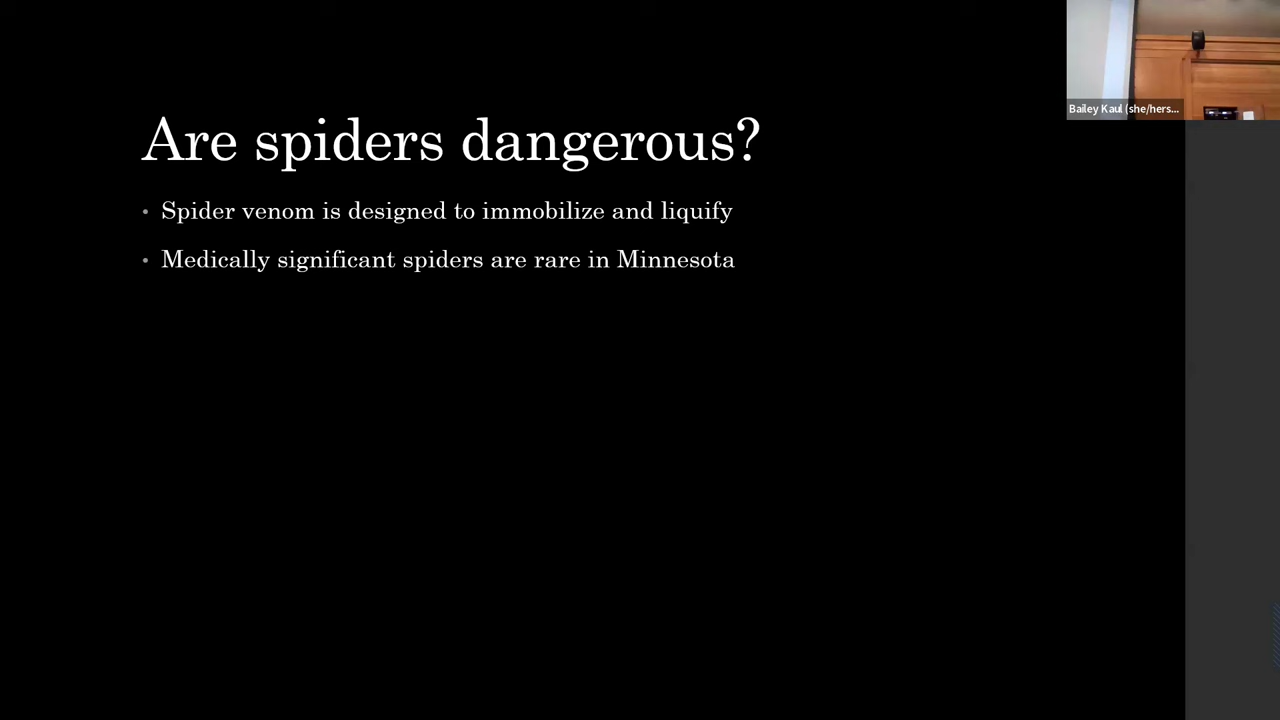 Are spiders dangerous?
• Spider venom is designed to immobilize and liquify
• Medically significant spiders are rare in Minnesota
Bailey Kaul (she/hers...